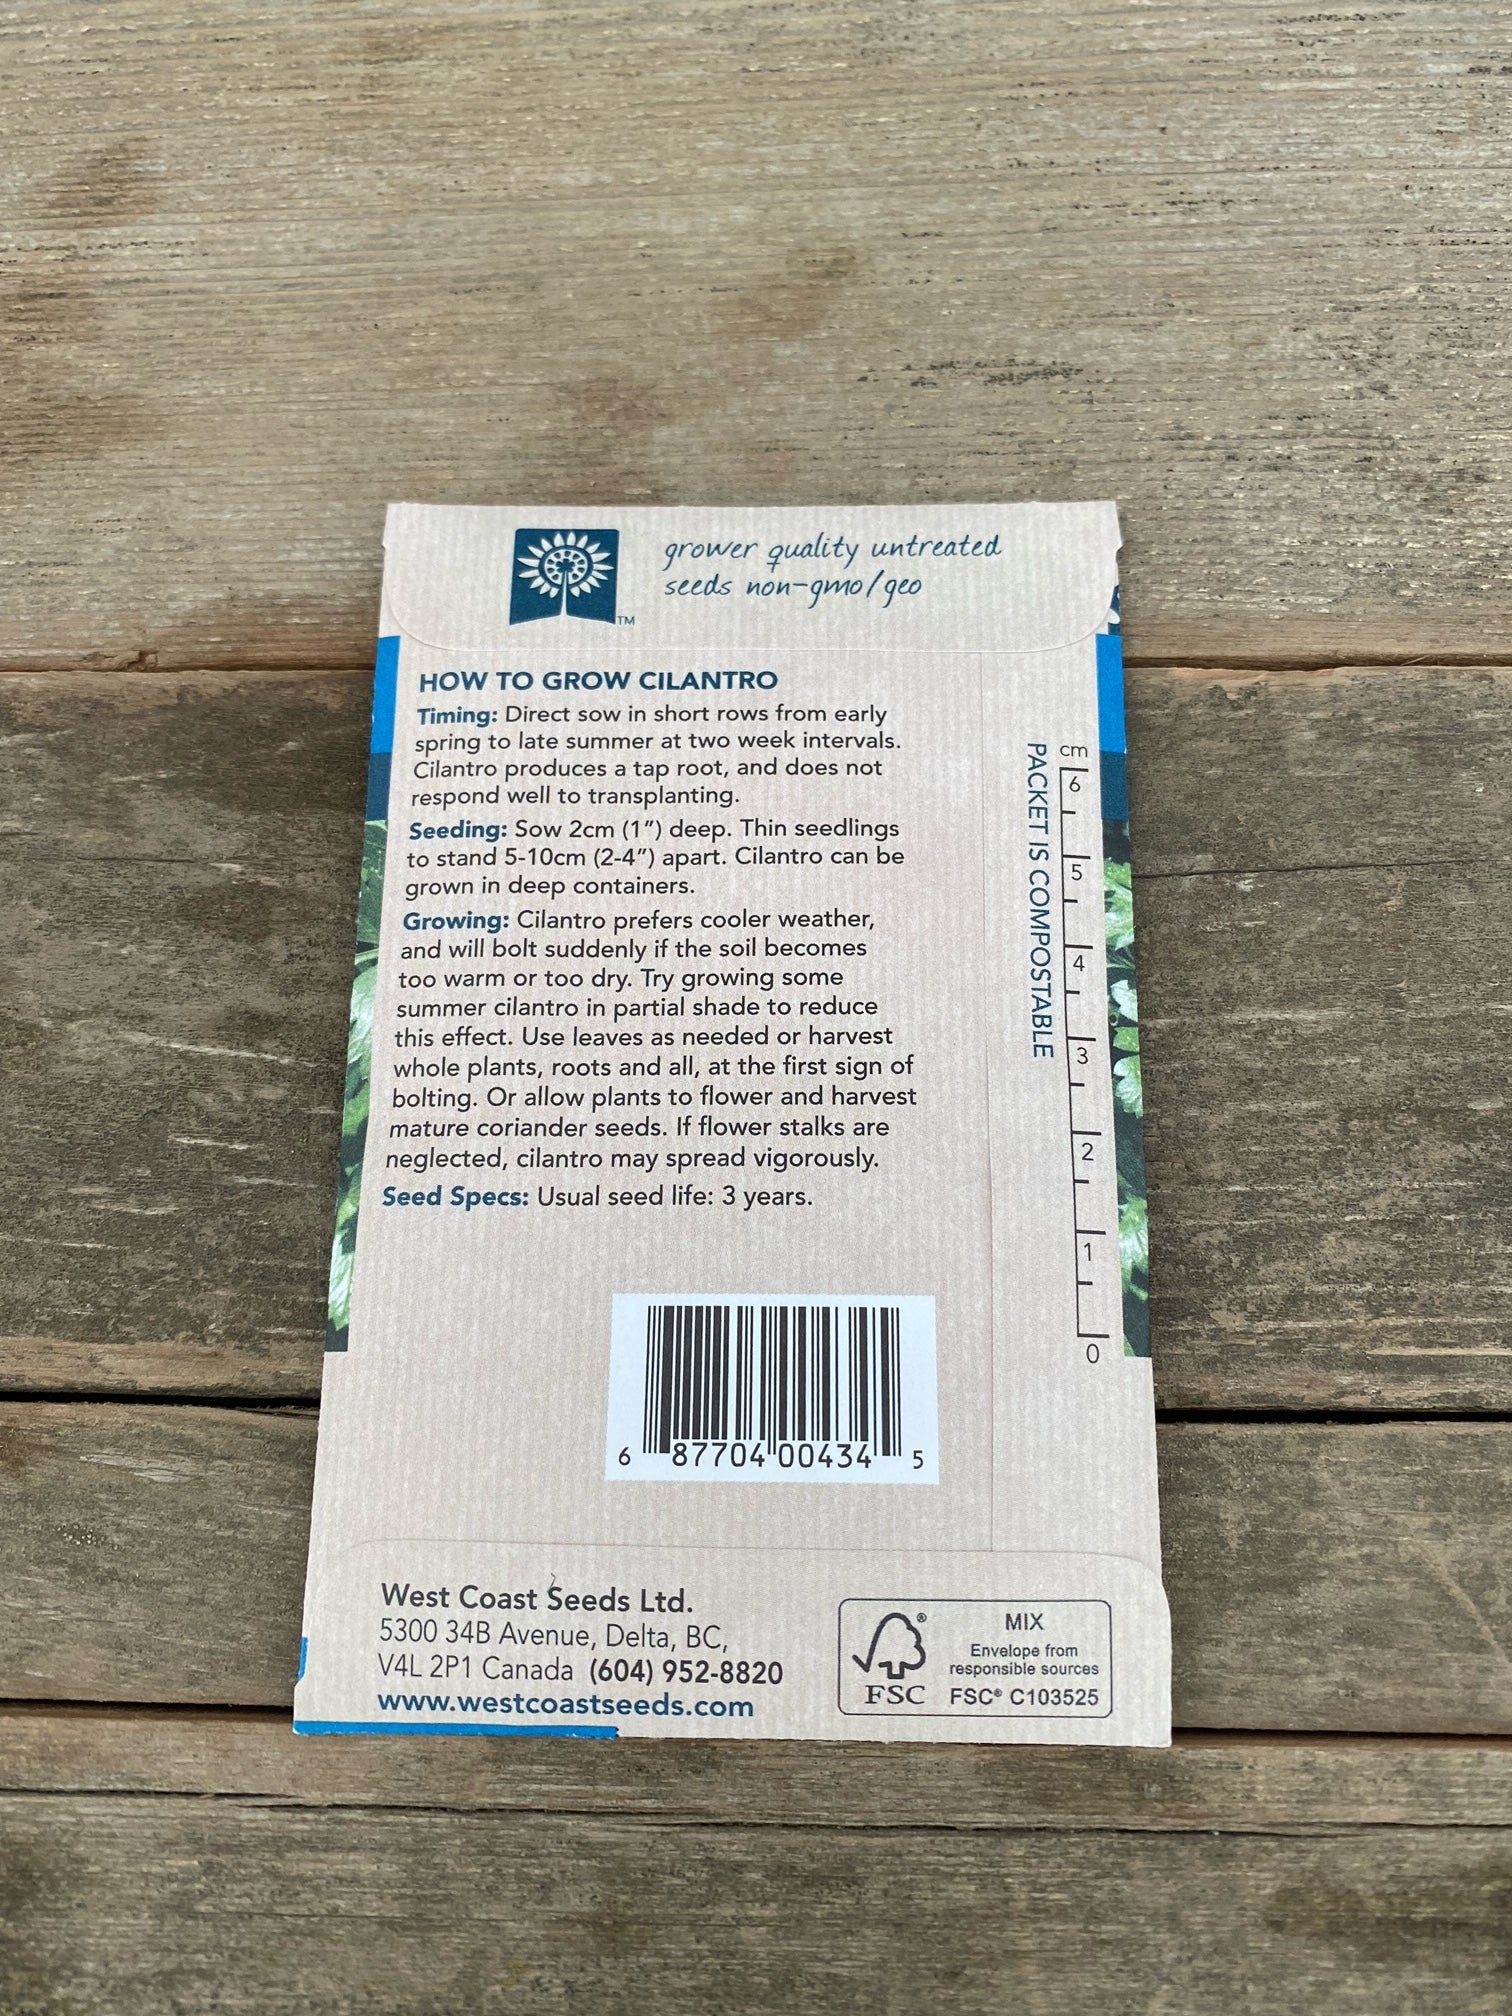 grower quality untreated
seeds non-gmo/geo
TM
HOW TO GROW CILANTRO
Timing: Direct sow in short rows from early
spring to late summer at two week intervals.
Cilantro produces a tap root, and does not
respond well to transplanting.
Seeding: Sow 2cm (1”) deep. Thin seedlings
to stand 5-10cm (2-4”) apart. Cilantro can be
grown in deep containers.
Growing: Cilantro prefers cooler weather,
and will bolt suddenly if the soil becomes
too warm or too dry. Try growing some
summer cilantro in partial shade to reduce
this effect. Use leaves as needed or harvest
whole plants, roots and all, at the first sign of
bolting. Or allow plants to flower and harvest
mature coriander seeds. If flower stalks are
neglected, cilantro may spread vigorously.
Seed Specs: Usual seed life: 3 years.
PACKET IS COMPOSTABLE
cm
6
5
4
3
2
1
0
6 87704 00434 5
West Coast Seeds Ltd.
5300 34B Avenue, Delta, BC,
V4L 2P1 Canada (604) 952-8820
www.westcoastseeds.com
®
FSC
MIX
Envelope from
responsible sources
FSC® C103525